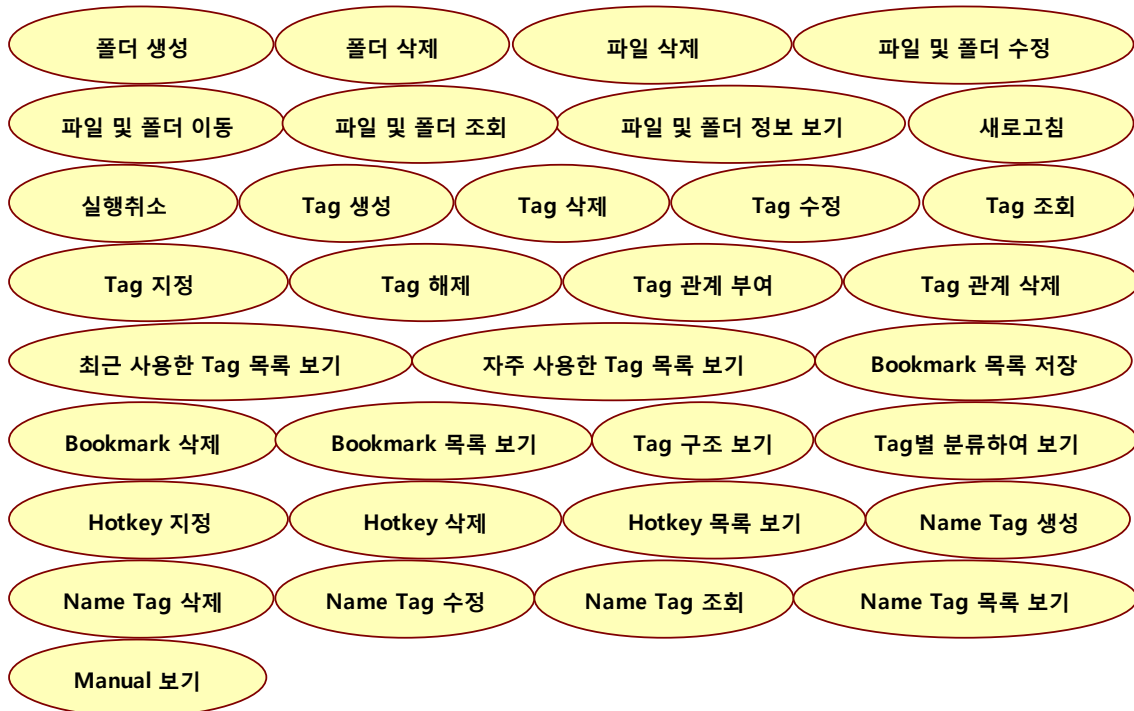 폴더 생성 폴더 삭제 파일 삭제 파일 및 폴더 수정
파일 및 폴더 이동 파일 및 폴더 조회 파일 및 폴더 정보 보기 새로고침
실행취소 Tag 생성 Tag 삭제 Tag 수정 Tag 조회
Tag 지정 Tag 해제 Tag 관계 부여 Tag 관계 삭제
최근 사용한 Tag 목록 보기 자주 사용한 Tag 목록 보기 Bookmark 목록 저장
Bookmark 삭제 Bookmark 목록 보기 Tag 구조 보기 Tag별 분류하여 보기
Hotkey 지정 Hotkey 삭제 Hotkey 목록 보기 Name Tag 생성
Name Tag 삭제 Name Tag 수정 Name Tag 조회 Name Tag 목록 보기
Manual 보기